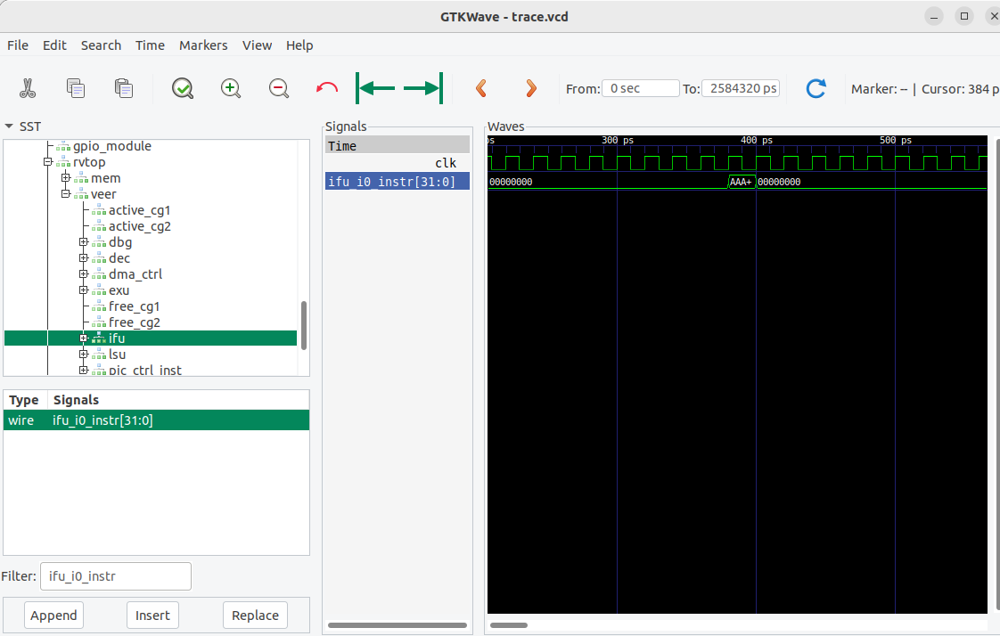 GTKWave - trace.vcd
File Edit Search Time Markers View Help
From: 0 sec To: 2584320 ps Marker: -- | Cursor: 384 p
SST
gpio_module
rvtop
mem
veer
active_cg1
active_cg2
dbg
dec
dma_ctrl
exu
free_cg1
free_cg2
ifu
lsu
pic_ctrl_inst
Type Signals
wire ifu_i0_instr[31:0]
Filter: ifu_i0_instr
Append Insert Replace
Signals
Time
clk
ifu_i0_instr[31:0]
Waves
ps 300 ps 400 ps 500 ps
00000000 AAA+ 00000000